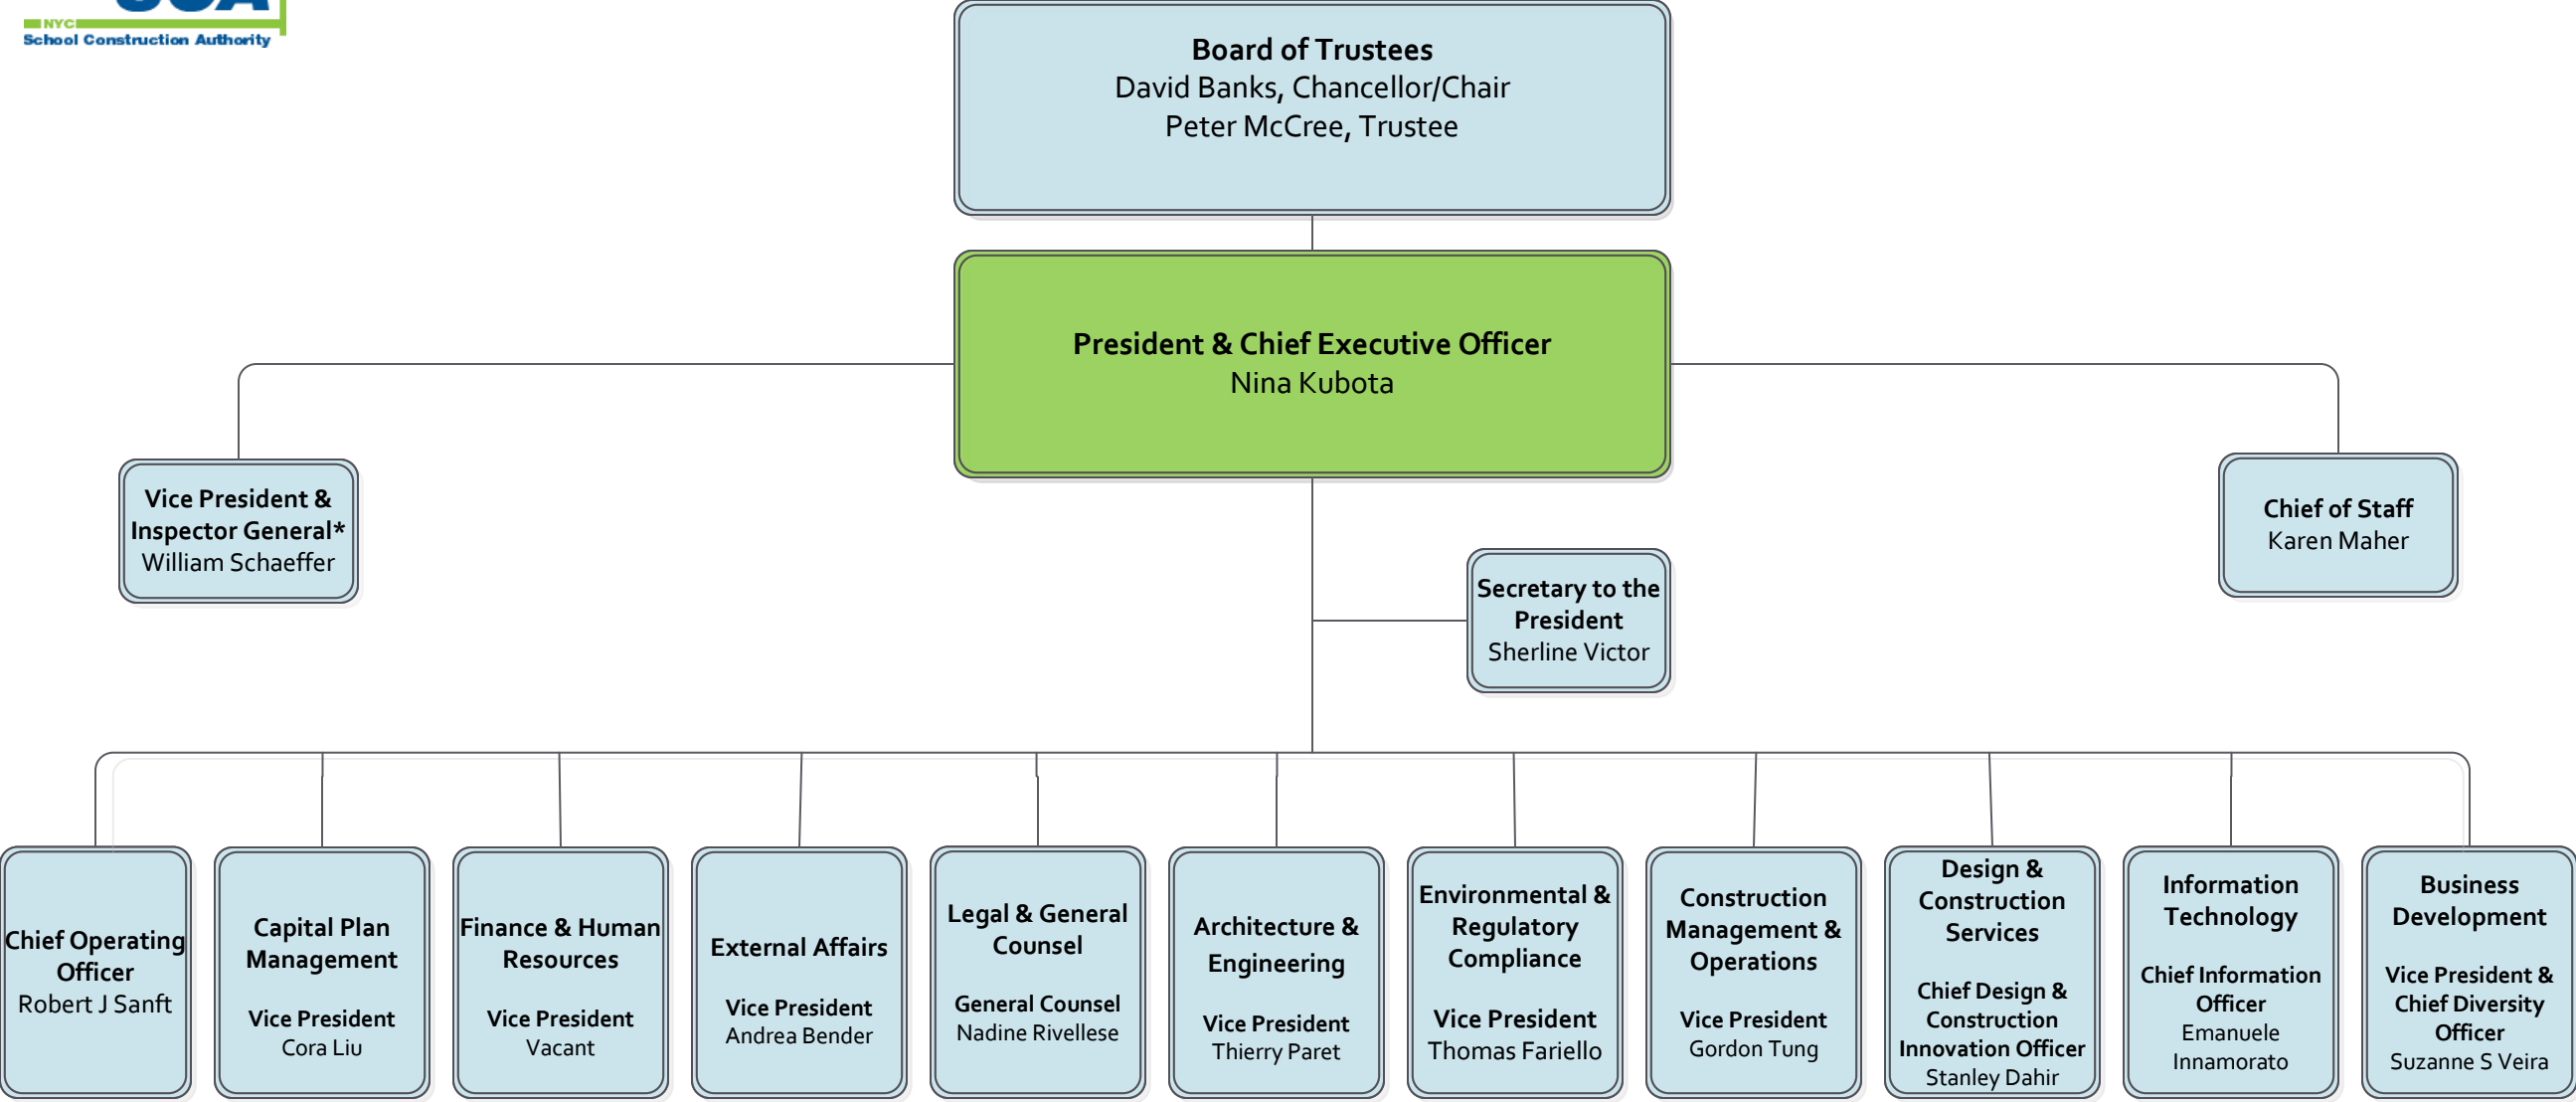 SCA
NYC
School Construction Authority
Board of Trustees
David Banks, Chancellor/Chair
Peter McCree, Trustee
President & Chief Executive Officer
Nina Kubota
Vice President &
Inspector General*
William Schaeffer
Chief of Staff
Karen Maher
Secretary to the
President
Sherline Victor
Chief Operating
Officer
Robert J Sanft
Capital Plan
Management
Vice President
Cora Liu
Finance & Human
Resources
Vice President
Vacant
External Affairs
Vice President
Andrea Bender
Legal & General
Counsel
General Counsel
Nadine Rivellese
Architecture &
Engineering
Vice President
Thierry Paret
Environmental &
Regulatory
Compliance
Vice President
Thomas Fariello
Construction
Management &
Operations
Vice President
Gordon Tung
Design &
Construction
Services
Chief Design &
Construction
Innovation Officer
Stanley Dahir
Information
Technology
Chief Information
Officer
Emanuele
Innamorato
Business
Development
Vice President &
Chief Diversity
Officer
Suzanne S Veira